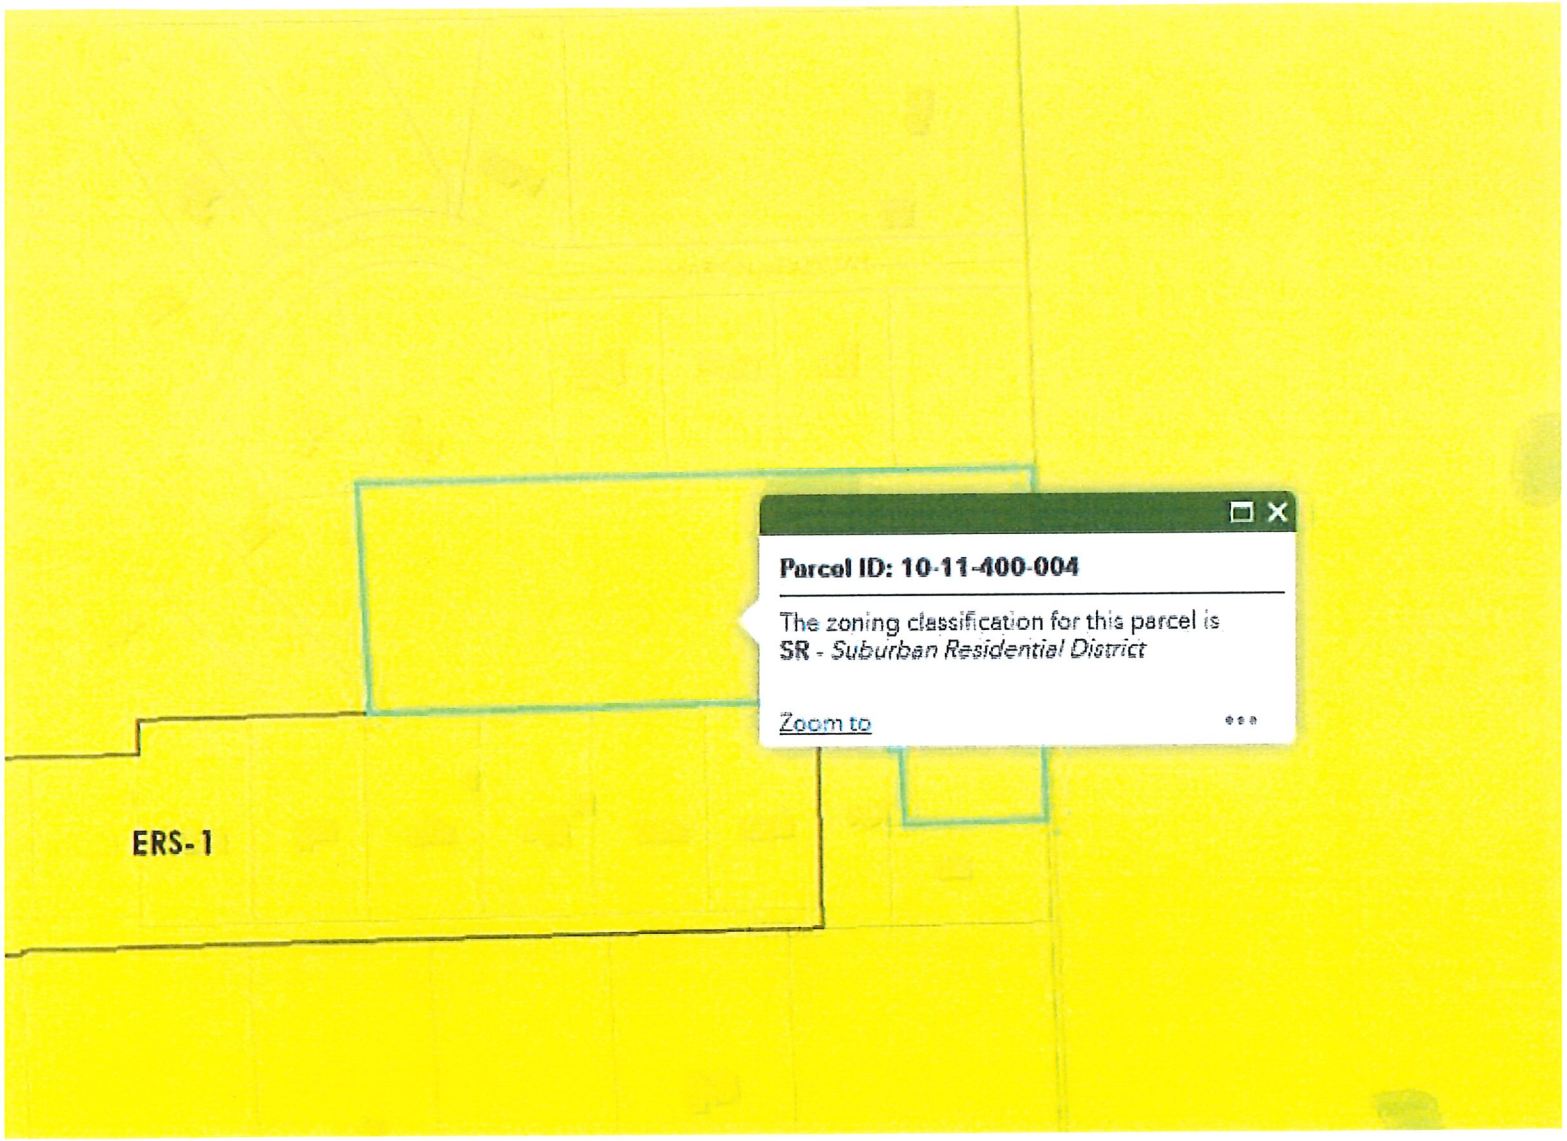 Parcel ID: 10-11-400-004
The zoning classification for this parcel is
SR - Suburban Residential District
Zoom to
ERS-1